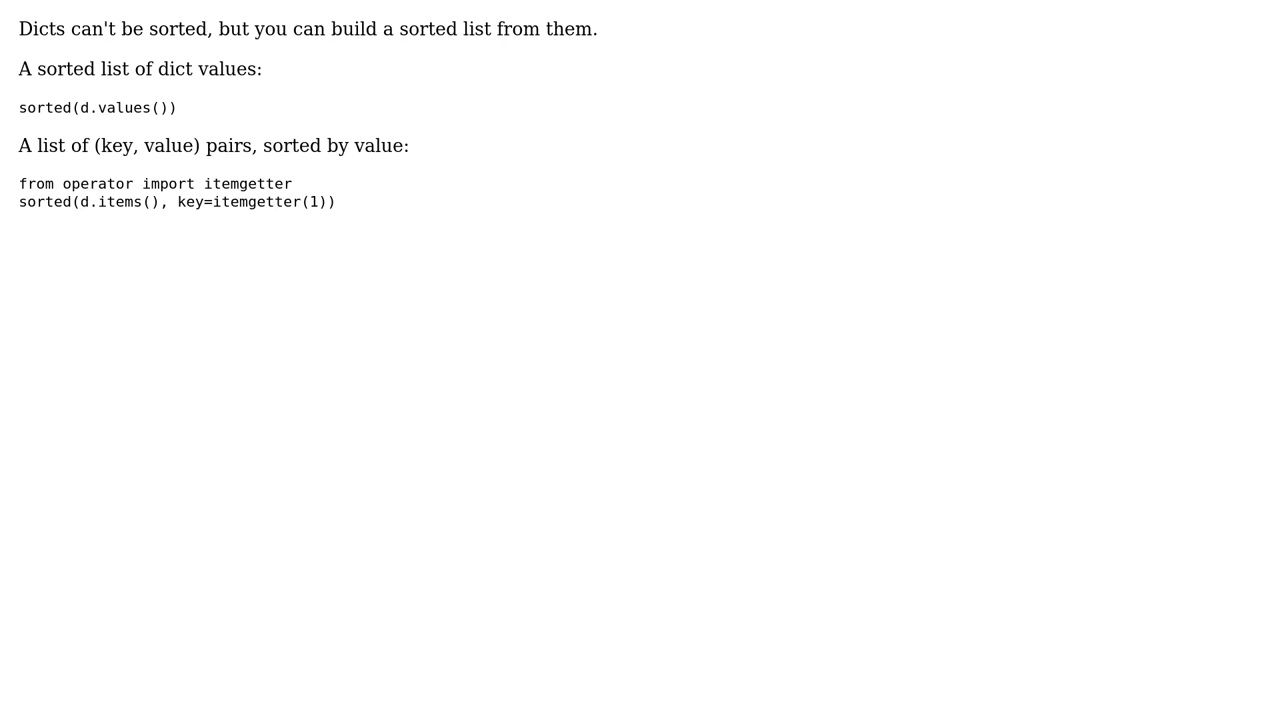 Dicts can't be sorted, but you can build a sorted list from them.
A sorted list of dict values:
sorted(d.values())
A list of (key, value) pairs, sorted by value:
from operator import itemgetter
sorted(d.items(), key=itemgetter(1))